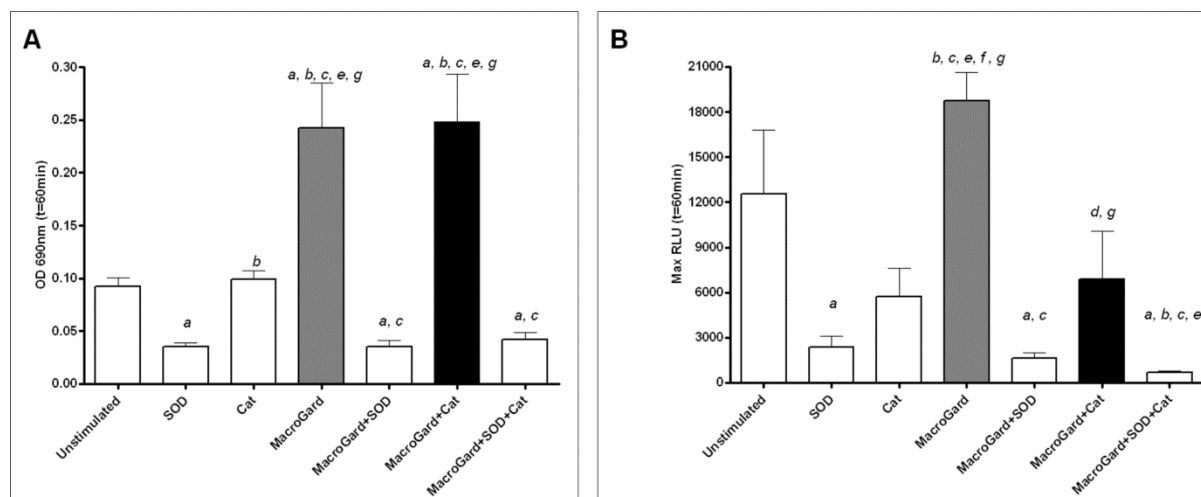 A
OD 690nm (t=60min)
0.30
0.25
0.20
0.15
0.10
0.05
0.00
a
b
a, b, c, e, g
a, c
a, b, c, e, g
a, c
Unstimulated
SOD
Cat
MacroGard
MacroGard+SOD
MacroGard+Cat
MacroGard+SOD+Cat
B
Max RLU (t=60min)
21000
18000
15000
12000
9000
6000
3000
0
a
b, c, e, f , g
a, c
d, g
a, b, c, e
Unstimulated
SOD
Cat
MacroGard
MacroGard+SOD
MacroGard+Cat
MacroGard+SOD+Cat